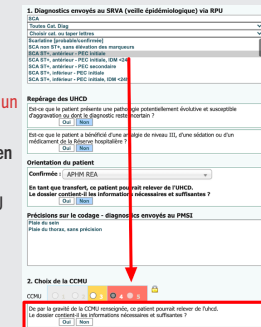 1. Diagnostics envoyés au SRVA (veille épidémiologique) via RPU
SCA
Toutes Cat. Diag
Choisir cat. ou taper lettres
Scarlatine [probable/confirmée]
SCA non ST+, sans élévation des marqueurs
SCA ST+, antérieur - PEC initiale
SCA ST+, antérieur - PEC initiale, IDM <24
SCA ST+, antérieur - PEC secondaire
SCA ST+, inférieur - PEC initiale
SCA ST+, inférieur - PEC initiale, IDM <24
un
en
Repérage des UHCD
Est-ce que le patient présente une pathologie potentiellement évolutive et susceptible
d'aggravation ou dont le diagnostic reste incertain ?
Oui Non
Est-ce que le patient a bénéficié d'une antalgie de niveau III, d'une sédation ou d'un
médicament de la Réserve hospitalière ?
Oui Non
Orientation du patient
Confirmée : APHM REA
En tant que transfert, ce patient pourrait relever de l'UHCD.
Le dossier contient-il les informations nécessaires et suffisantes ?
Oui Non
Précisions sur le codage - diagnostics envoyés au PMSI
Plaie du sein
Plaie du thorax, sans précision
2. Choix de la CCMU
CCMU 1 2 3 4 5
De par la gravité de la CCMU renseignée, ce patient pourrait relever de l'uhcd.
Le dossier contient-il les informations nécessaires et suffisantes ?
Oui Non